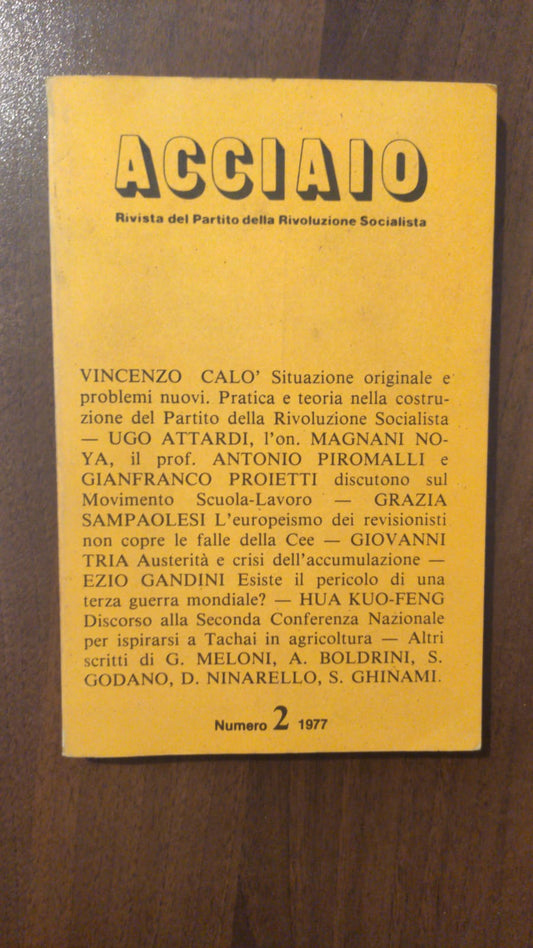 ACCIAIO
Rivista del Partito della Rivoluzione Socialista
VINCENZO CALO' Situazione originale e
problemi nuovi. Pratica e teoria nella costru-
zione del Partito della Rivoluzione Socialista
— UGO ATTARDI, l'on. MAGNANI NO-
YA, il prof. ANTONIO PIROMALLI e
GIANFRANCO PROIETTI discutono sul
Movimento Scuola-Lavoro — GRAZIA
SAMPAOLESI L'europeismo dei revisionisti
non copre le falle della Cee — GIOVANNI
TRIA Austerità e crisi dell'accumulazione —
EZIO GANDINI Esiste il pericolo di una
terza guerra mondiale? — HUA KUO-FENG
Discorso alla Seconda Conferenza Nazionale
per ispirarsi a Tachai in agricoltura — Altri
scritti di G. MELONI, A. BOLDRINI, S.
GODANO, D. NINARELLO, S. GHINAMI.
Numero 2 1977